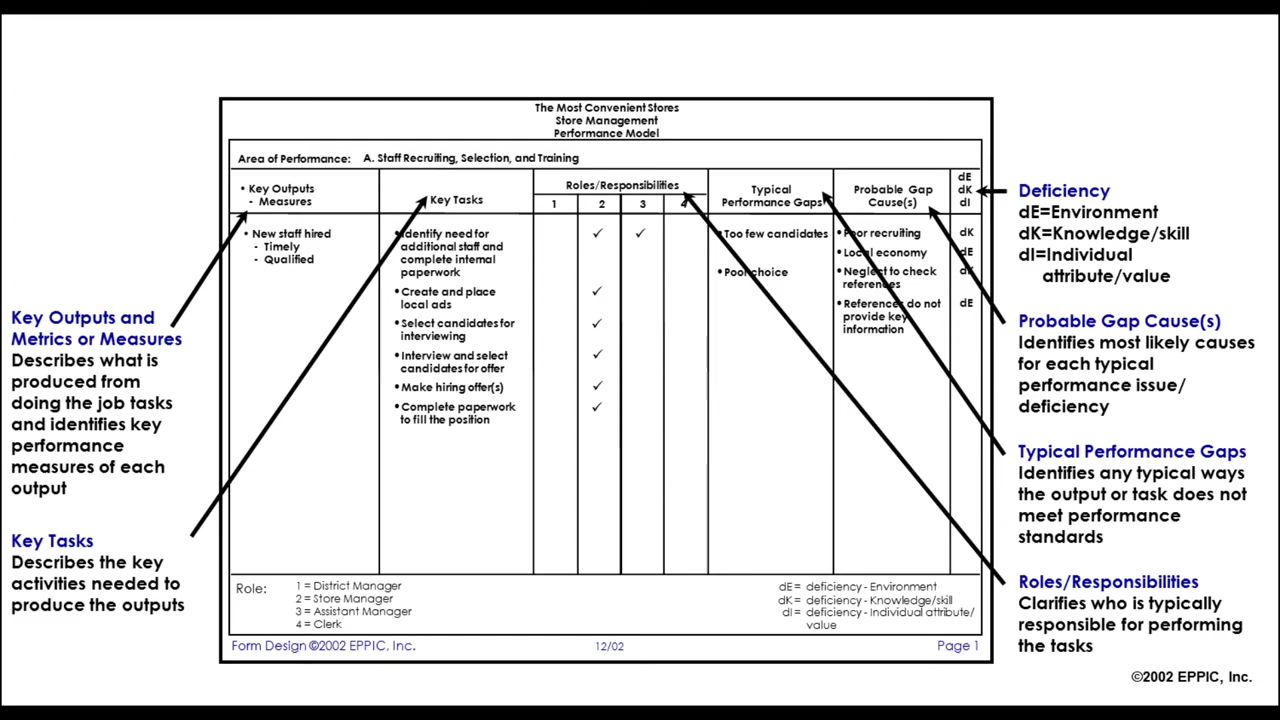 The Most Convenient Stores
Store Management
Performance Model
Area of Performance: A. Staff Recruiting, Selection, and Training
• Key Outputs
- Measures
Key Tasks
Roles/Responsibilities
1 2 3 4
Typical
Performance Gaps
Probable Gap
Cause(s)
dE
dK
dI
• New staff hired
- Timely
- Qualified
• Identify need for
additional staff and
complete internal
paperwork
✓ ✓
• Create and place
local ads
✓
• Select candidates for
interviewing
✓
• Interview and select
candidates for offer
✓
• Make hiring offer(s)
✓
• Complete paperwork
to fill the position
✓
• Too few candidates
• Poor choice
• Poor recruiting
• Local economy
• Neglect to check
references
• References do not
provide key
information
dK
dE
dK
dE
Role:
1 = District Manager
2 = Store Manager
3 = Assistant Manager
4 = Clerk
dE = deficiency - Environment
dK = deficiency - Knowledge/skill
dI = deficiency - Individual attribute/
value
Form Design ©2002 EPPIC, Inc.
12/02
Page 1
Key Outputs and
Metrics or Measures
Describes what is
produced from
doing the job tasks
and identifies key
performance
measures of each
output
Key Tasks
Describes the key
activities needed to
produce the outputs
Deficiency
dE=Environment
dK=Knowledge/skill
dI=Individual
attribute/value
Probable Gap Cause(s)
Identifies most likely causes
for each typical
performance issue/
deficiency
Typical Performance Gaps
Identifies any typical ways
the output or task does not
meet performance
standards
Roles/Responsibilities
Clarifies who is typically
responsible for performing
the tasks
©2002 EPPIC, Inc.